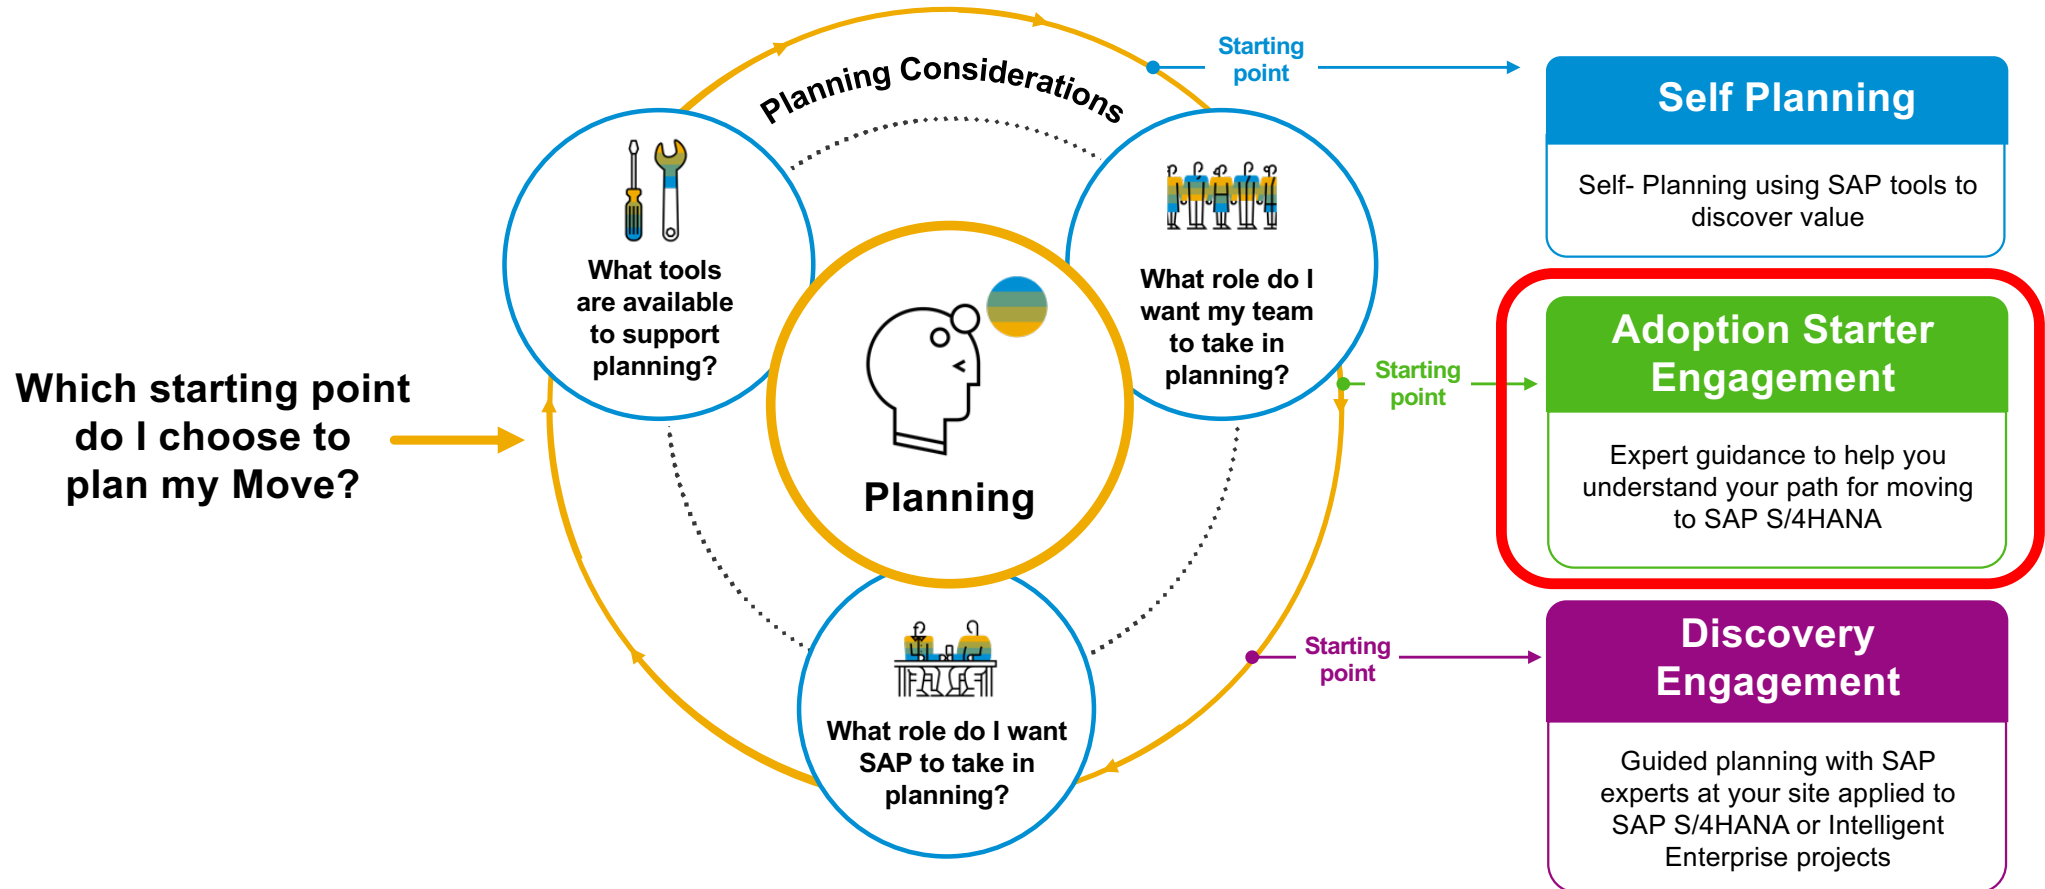 Which starting point
do I choose to
plan my Move?
Planning Considerations
What tools
are available
to support
planning?
What role do I
want my team
to take in
planning?
Planning
What role do I want
SAP to take in
planning?
Starting
point
Self Planning
Self- Planning using SAP tools to
discover value
Starting
point
Adoption Starter
Engagement
Expert guidance to help you
understand your path for moving
to SAP S/4HANA
Starting
point
Discovery
Engagement
Guided planning with SAP
experts at your site applied to
SAP S/4HANA or Intelligent
Enterprise projects